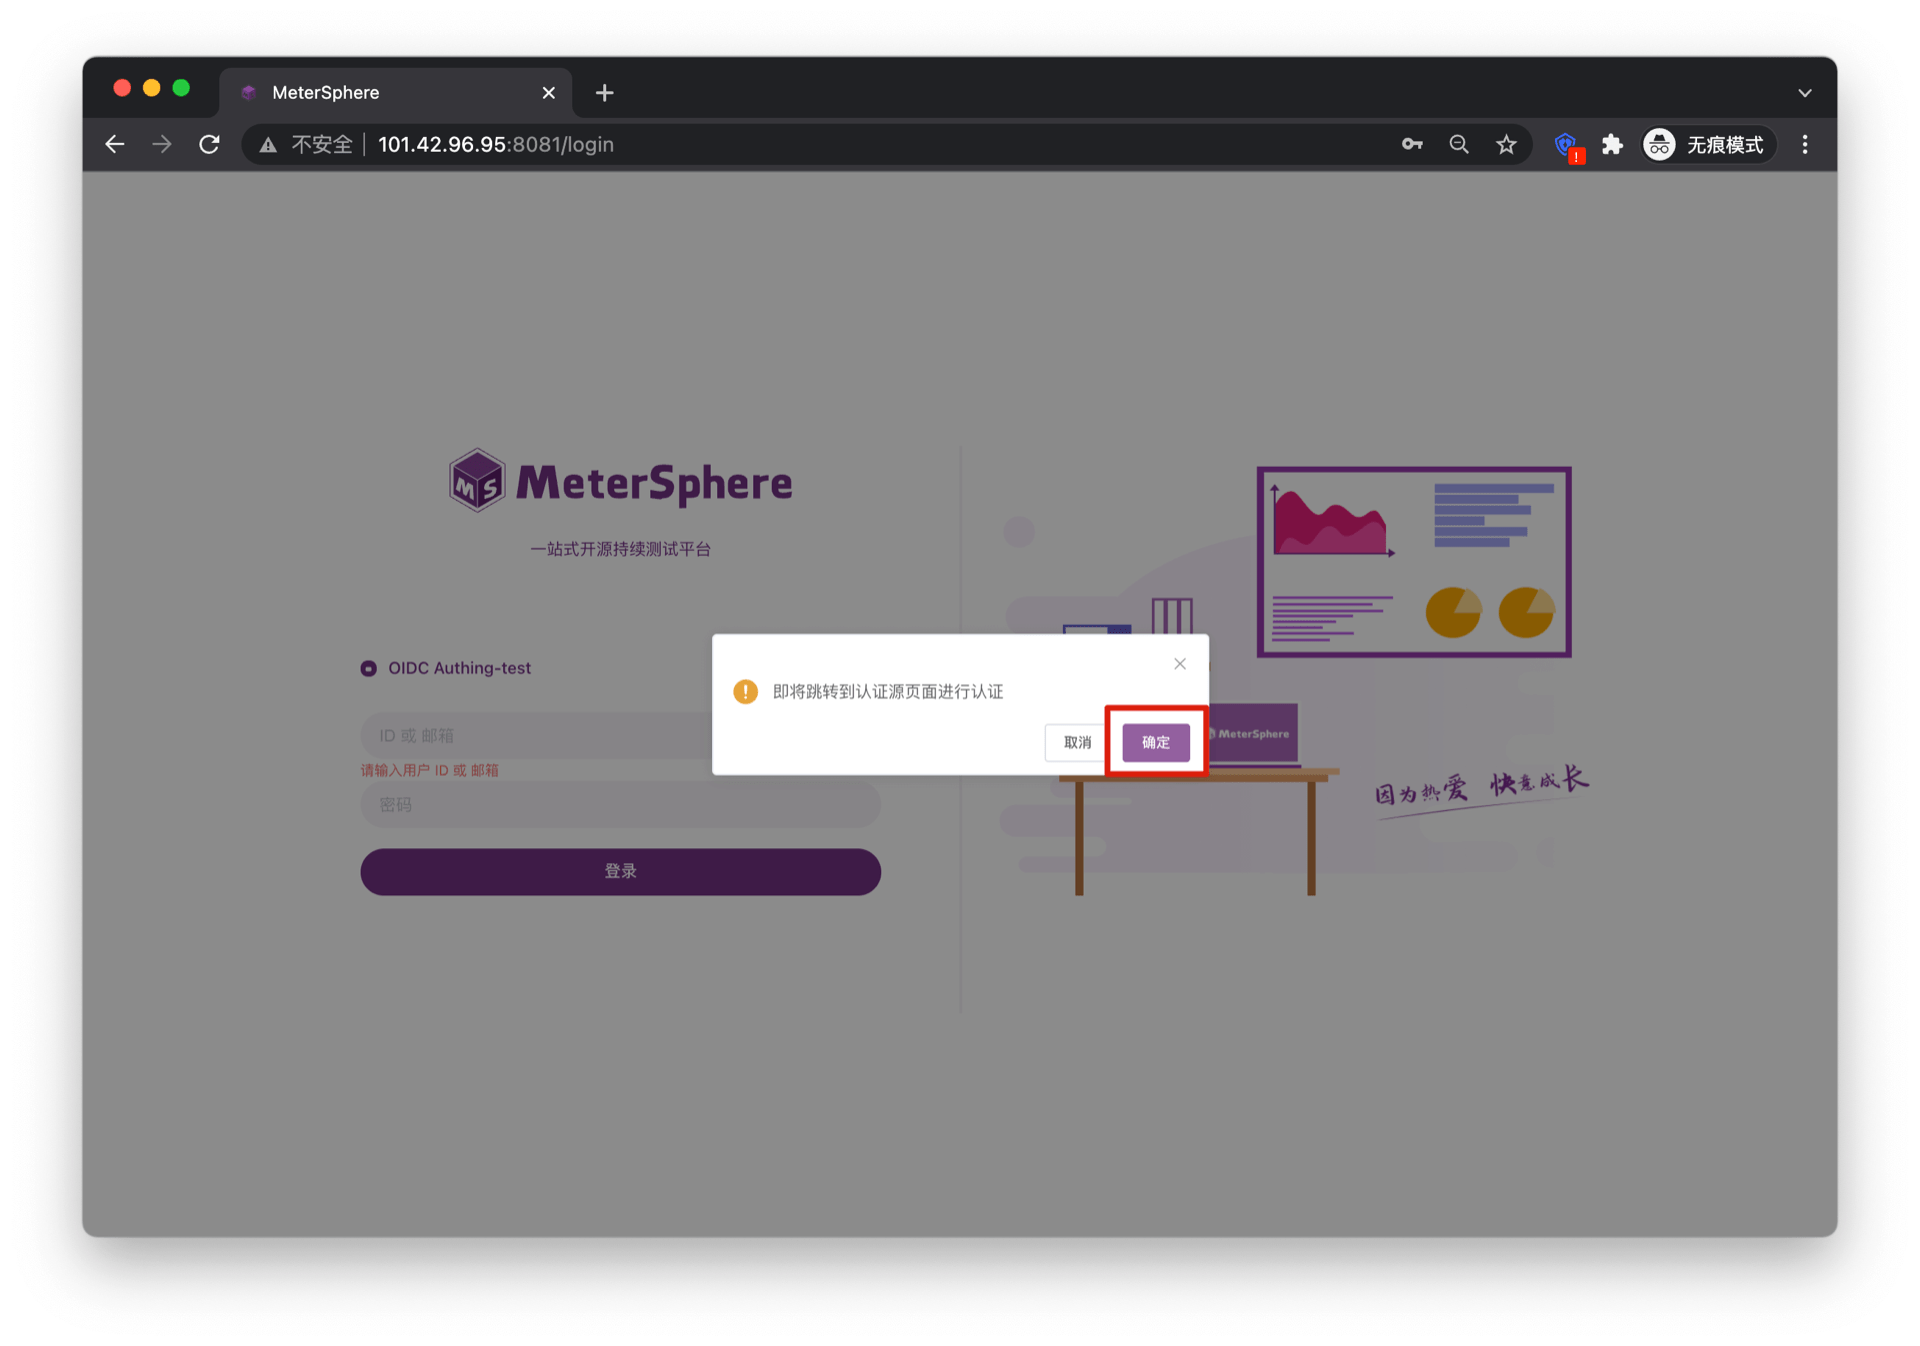 MeterSphere
不安全 101.42.96.95:8081/login
无痕模式
MS MeterSphere
一站式开源持续测试平台
OIDC Authing-test
ID 或 邮箱
请输入用户 ID 或 邮箱
密码
登录
即将跳转到认证源页面进行认证
取消
确定
MeterSphere
因为热爱 快意成长